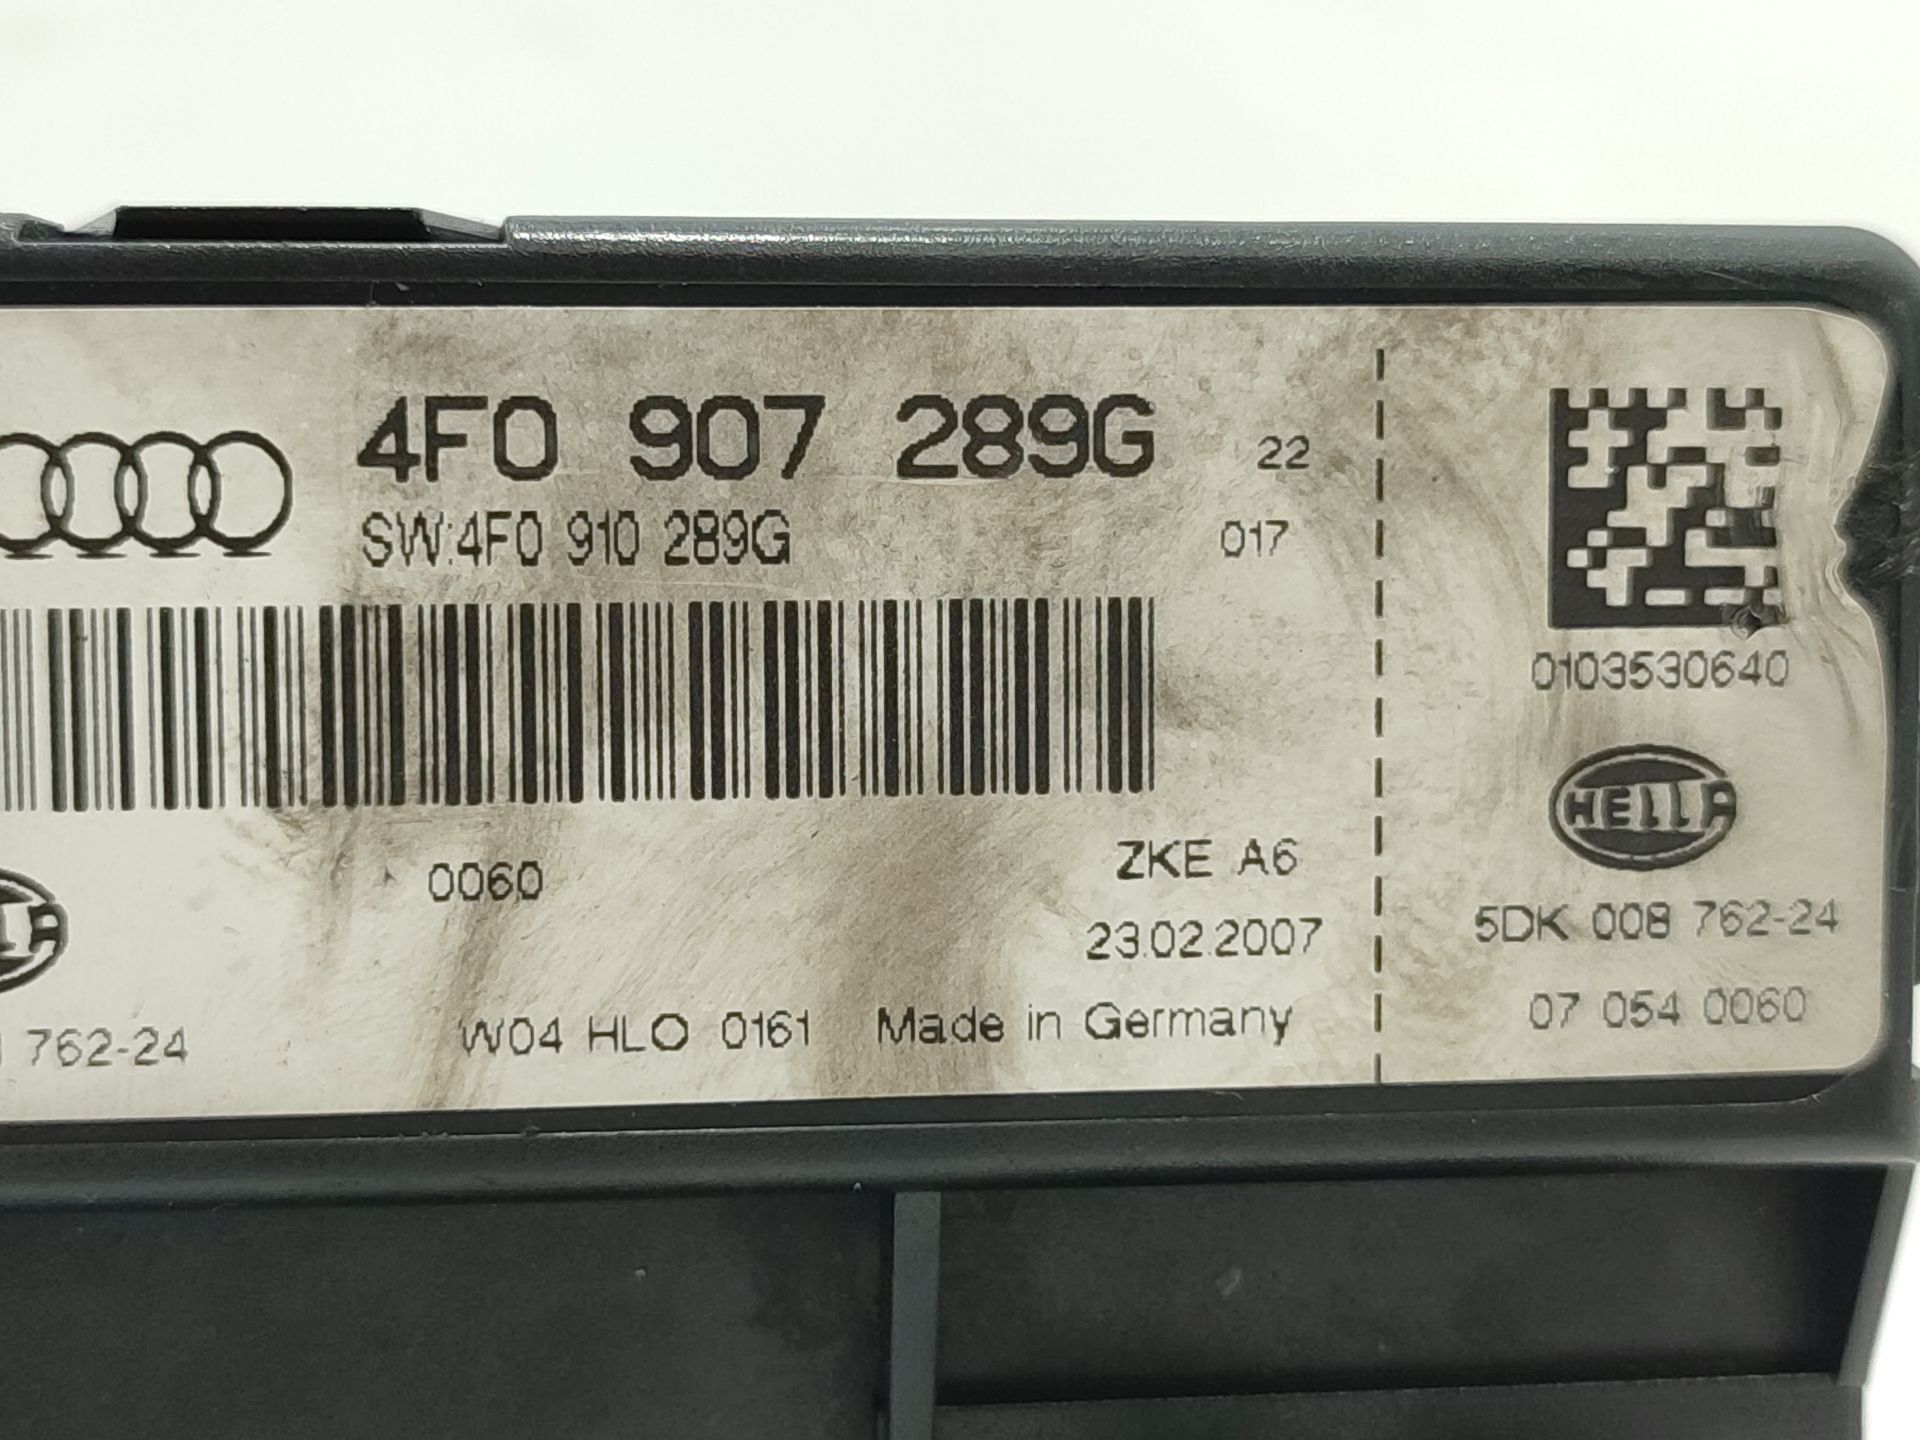 4F0 907 289G 22
SW:4F0 910 289G 017
0060
ZKE A6
23.02.2007
762-24
W04 HLO 0161 Made in Germany
0103530640
HELLA
5DK 008 762-24
07 054 0060